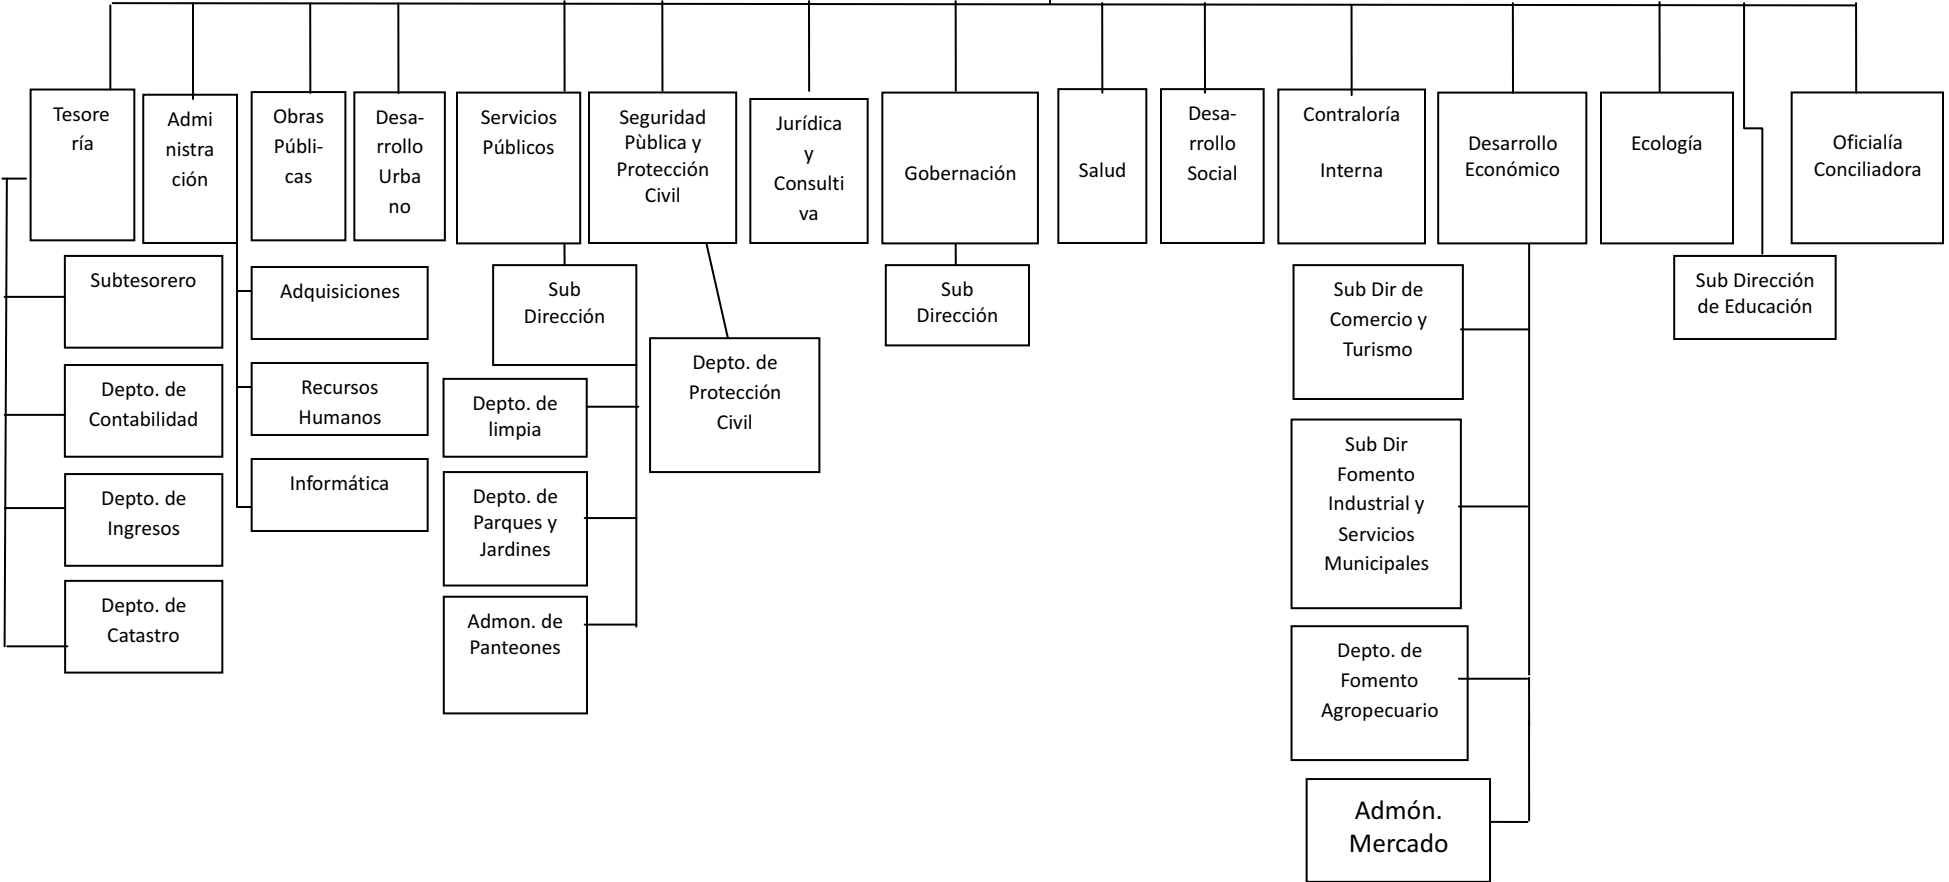 Tesore
ría
Admi
nistra
ción
Obras
Públi-
cas
Desa-
rrollo
Urba
no
Servicios
Públicos
Seguridad
Pùblica y
Protección
Civil
Jurídica
y
Consulti
va
Gobernación
Salud
Desa-
rrollo
Social
Contraloría
Interna
Desarrollo
Económico
Ecología
Oficialía
Conciliadora
Subtesorero
Depto. de
Contabilidad
Depto. de
Ingresos
Depto. de
Catastro
Adquisiciones
Recursos
Humanos
Informática
Sub
Dirección
Depto. de
limpia
Depto. de
Parques y
Jardines
Admon. de
Panteones
Depto. de
Protección
Civil
Sub
Dirección
Sub Dir de
Comercio y
Turismo
Sub Dir
Fomento
Industrial y
Servicios
Municipales
Depto. de
Fomento
Agropecuario
Admón.
Mercado
Sub Dirección
de Educación